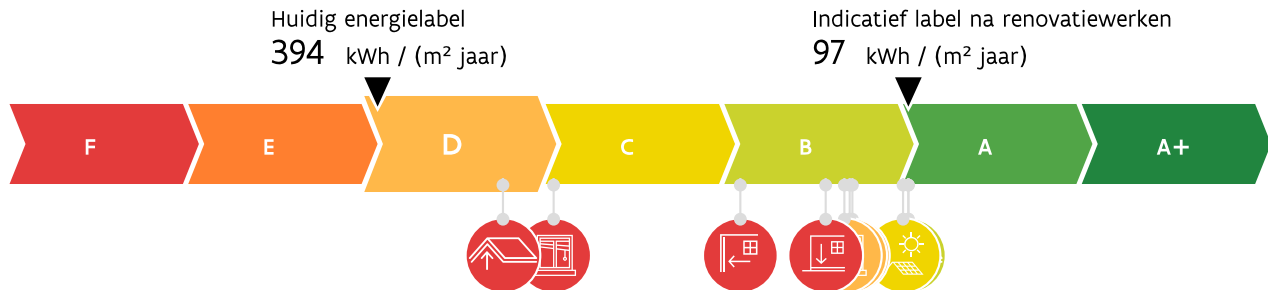 Huidig energielabel
394 kWh / (m² jaar)
Indicatief label na renovatiewerken
97 kWh / (m² jaar)
F E D C B A A+